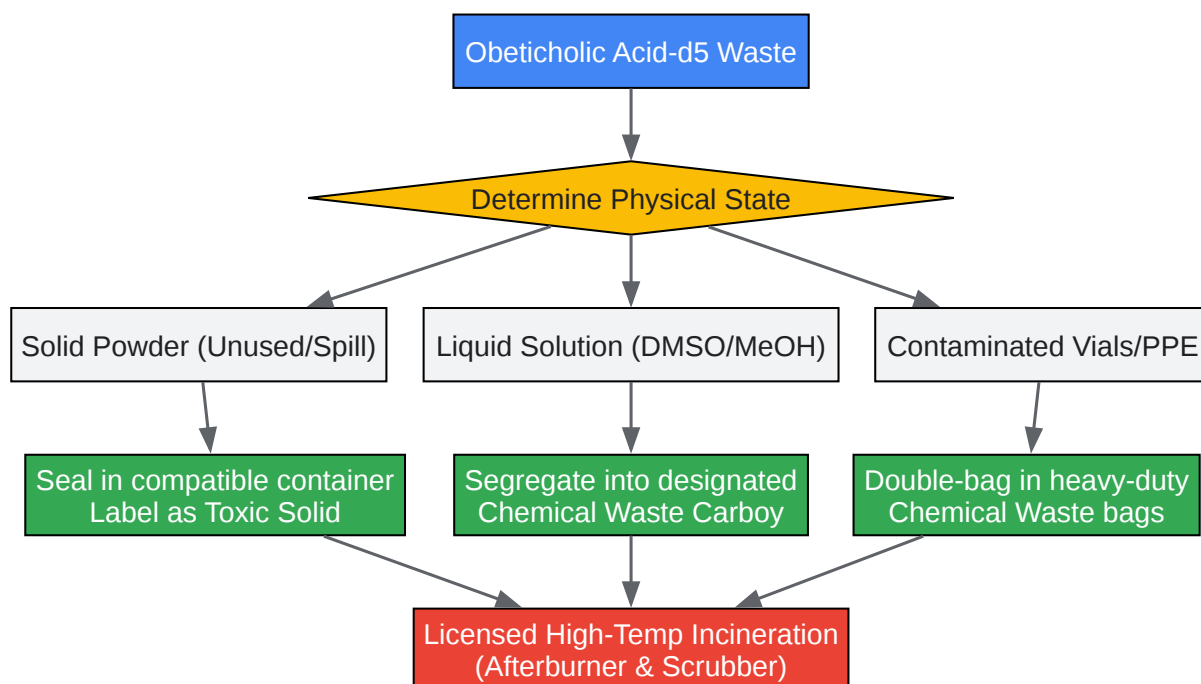 Obeticholic Acid-d5 Waste
Determine Physical State
Solid Powder (Unused/Spill)
Liquid Solution (DMSO/MeOH)
Contaminated Vials/PPE
Seal in compatible container
Label as Toxic Solid
Segregate into designated
Chemical Waste Carboy
Double-bag in heavy-duty
Chemical Waste bags
Licensed High-Temp Incineration
(Afterburner & Scrubber)